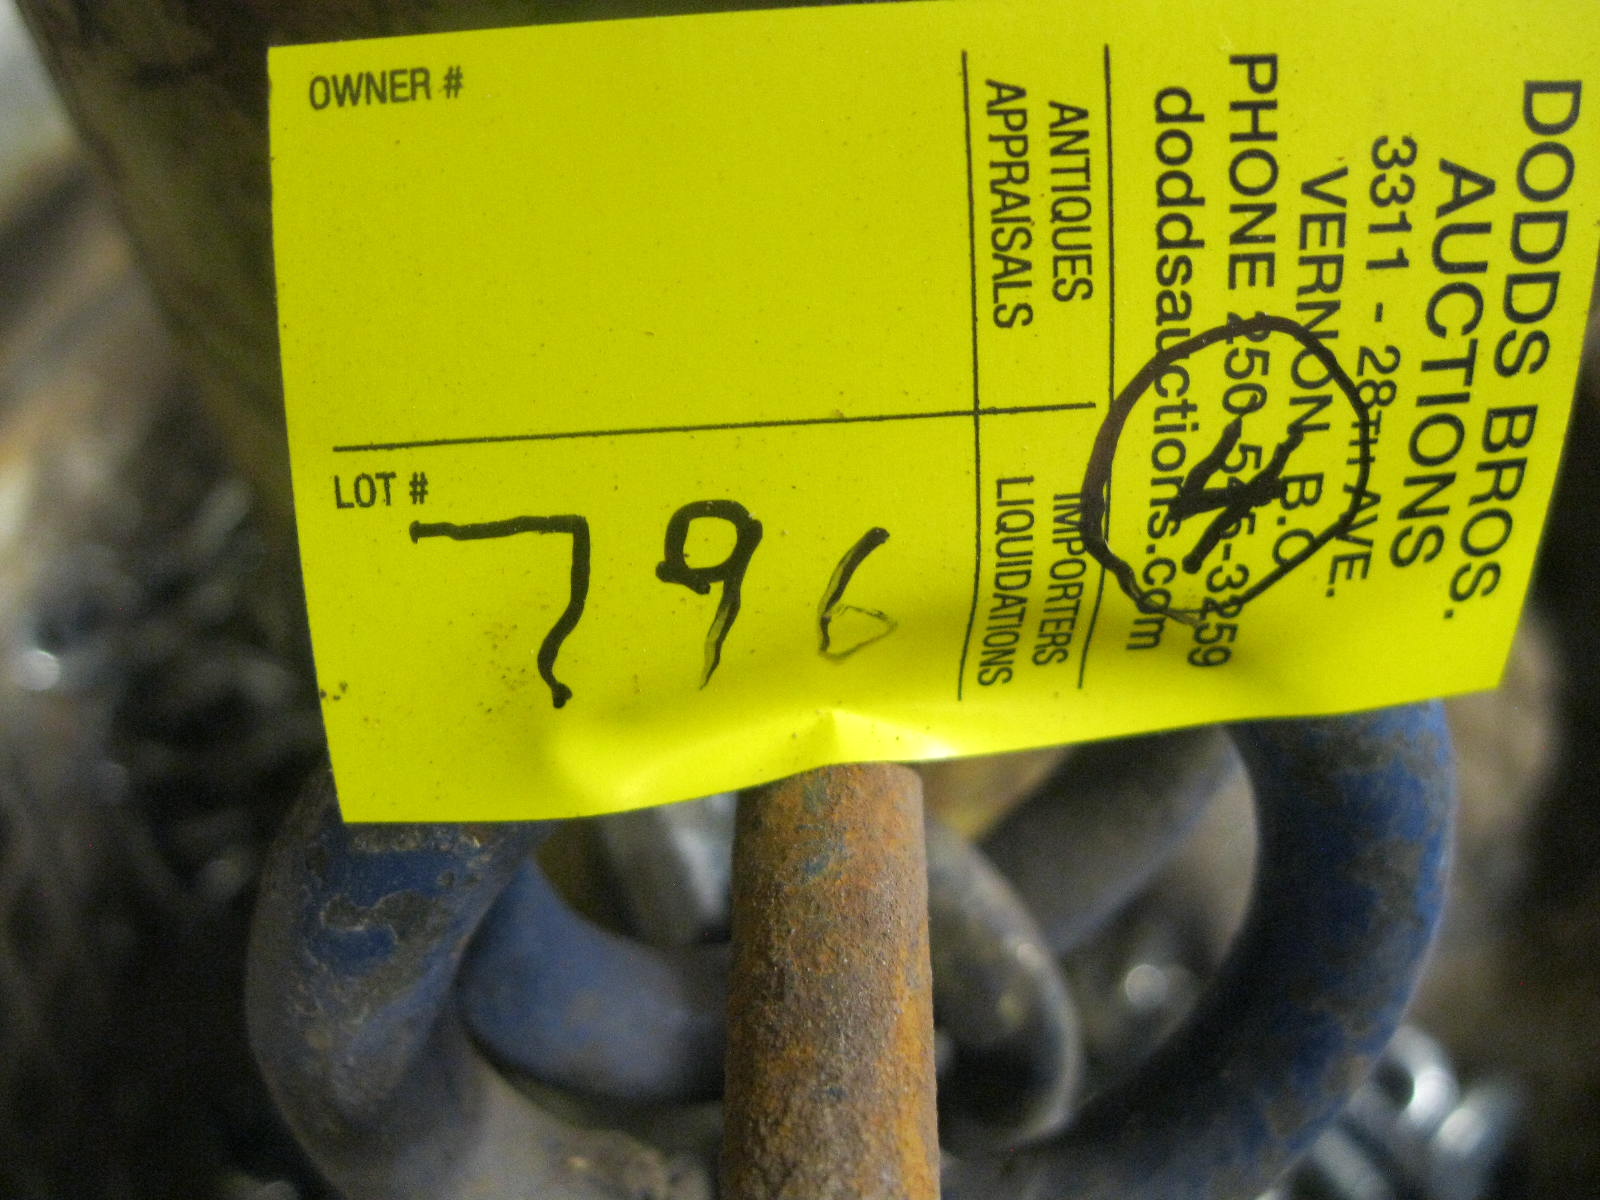 DODDS BROS.
AUCTIONS
3311 - 28TH AVE.
VERNON, B.C.
PHONE 250 545-3259
doddsauctions.com
ANTIQUES
APPRAISALS
IMPORTERS
LIQUIDATIONS
OWNER #
LOT #
796